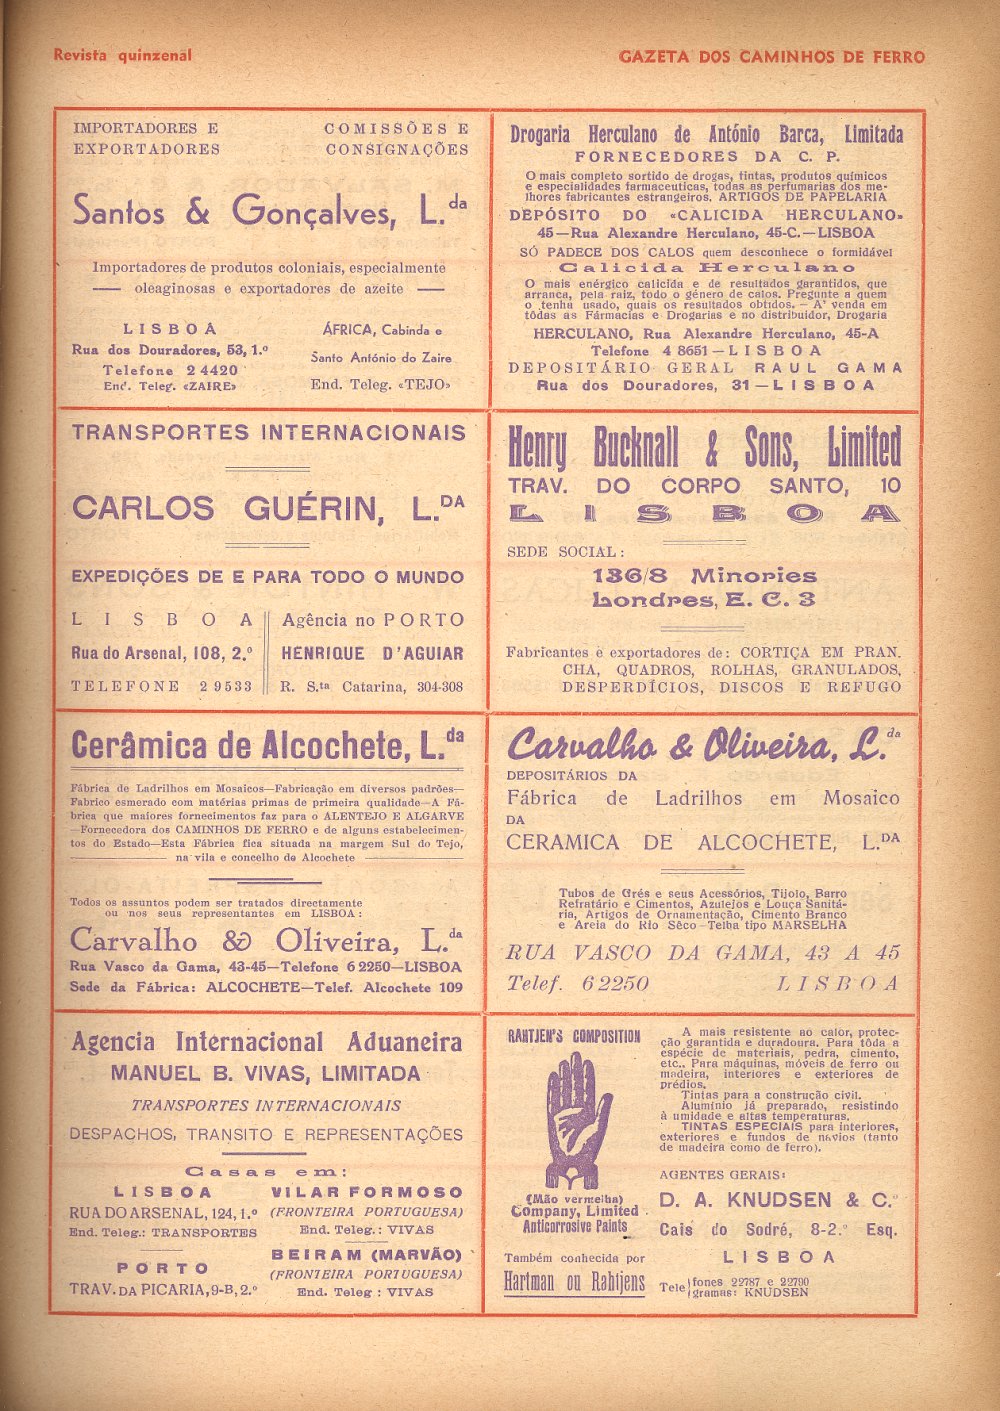 Revista quinzenal
GAZETA DOS CAMINHOS DE FERRO
IMPORTADORES E
EXPORTADORES
COMISSÕES E
CONSIGNAÇÕES
Santos & Gonçalves, L.da
Importadores de produtos coloniais, especialmente
oleaginosas e exportadores de azeite
LISBOA
Rua dos Douradores, 53, 1.º
Telefone 2 4420
End. Teleg. «ZAIRE»
ÁFRICA, Cabinda e
Santo António do Zaire
End. Teleg. «TEJO»
Drogaria Herculano de António Barca, Limitada
FORNECEDORES DA C. P.
O mais completo sortido de drogas, tintas, produtos químicos
e especialidades farmaceuticas, todas as perfumarias dos me-
lhores fabricantes estrangeiros. ARTIGOS DE PAPELARIA
DEPÓSITO DO «CALICIDA HERCULANO»
45—Rua Alexandre Herculano, 45-C.—LISBOA
SÓ PADECE DOS CALOS quem desconhece o formidável
Calicida Herculano
O mais enérgico calicida e de resultados garantidos, que
arranca, pela raiz, todo o género de calos. Pregunte a quem
o tenha usado, quais os resultados obtidos. — A' venda em
tôdas as Fármacias e Drogarias e no distribuidor, Drogaria
HERCULANO, Rua Alexandre Herculano, 45-A
Telefone 4 8651—LISBOA
DEPOSITÁRIO GERAL RAUL GAMA
Rua dos Douradores, 31—LISBOA
TRANSPORTES INTERNACIONAIS
CARLOS GUÉRIN, L.DA
EXPEDIÇÕES DE E PARA TODO O MUNDO
LISBOA
Rua do Arsenal, 108, 2.º
TELEFONE 2 9533
Agência no PORTO
HENRIQUE D'AGUIAR
R. S.ta Catarina, 304-308
Henry Bucknall & Sons, Limited
TRAV. DO CORPO SANTO, 10
LISBOA
SEDE SOCIAL:
136/8 Minories
Londres, E. C. 3
Fabricantes e exportadores de: CORTIÇA EM PRAN.
CHA, QUADROS, ROLHAS, GRANULADOS,
DESPERDÍCIOS, DISCOS E REFUGO
Cerâmica de Alcochete, L.da
Fábrica de Ladrilhos em Mosaicos—Fabricação em diversos padrões—
Fabrico esmerado com matérias primas de primeira qualidade—A Fá-
brica que maiores fornecimentos faz para o ALENTEJO E ALGARVE
—Fornecedora dos CAMINHOS DE FERRO e de alguns estabelecimen-
tos do Estado—Esta Fábrica fica situada na margem Sul do Tejo,
na vila e concelho de Alcochete
Todos os assuntos podem ser tratados directamente
ou nos seus representantes em LISBOA:
Carvalho & Oliveira, L.da
Rua Vasco da Gama, 43-45—Telefone 6 2250—LISBOA
Sede da Fábrica: ALCOCHETE—Telef. Alcochete 109
Carvalho & Oliveira, L.da
DEPOSITÁRIOS DA
Fábrica de Ladrilhos em Mosaico
DA
CERAMICA DE ALCOCHETE, L.DA
Tubos de Grés e seus Acessórios, Tijolo, Barro
Refratário e Cimentos, Azulejos e Louça Sanitá-
ria, Artigos de Ornamentação, Cimento Branco
e Areia do Rio Sêco—Telha tipo MARSELHA
RUA VASCO DA GAMA, 43 A 45
Telef. 6 2250 LISBOA
Agencia Internacional Aduaneira
MANUEL B. VIVAS, LIMITADA
TRANSPORTES INTERNACIONAIS
DESPACHOS, TRANSITO E REPRESENTAÇÕES
Casas em:
LISBOA
RUA DO ARSENAL, 124, 1.º
End. Teleg.: TRANSPORTES
PORTO
TRAV. DA PICARIA, 9-B, 2.º
VILAR FORMOSO
(FRONTEIRA PORTUGUESA)
End. Teleg.: VIVAS
BEIRAM (MARVÃO)
(FRONTEIRA PORTUGUESA)
End. Teleg : VIVAS
RAHTJEN'S COMPOSITION
(Mão vermelha)
Company, Limited
Anticorrosive Paints
Também conhecida por
Hartman ou Rahtjens
A mais resistente ao calor, protec-
ção garantida e duradoura. Para tôda a
espécie de materiais, pedra, cimento,
etc.. Para máquinas, móveis de ferro ou
madeira, interiores e exteriores de
prédios.
Tintas para a construção civil.
Alumínio já preparado, resistindo
à umidade e altas temperaturas.
TINTAS ESPECIAIS para interiores,
exteriores e fundos de navios (tanto
de madeira como de ferro).
AGENTES GERAIS:
D. A. KNUDSEN & C.º
Cais do Sodré, 8-2.º Esq.
LISBOA
Tele fones 22787 e 22790
gramas: KNUDSEN